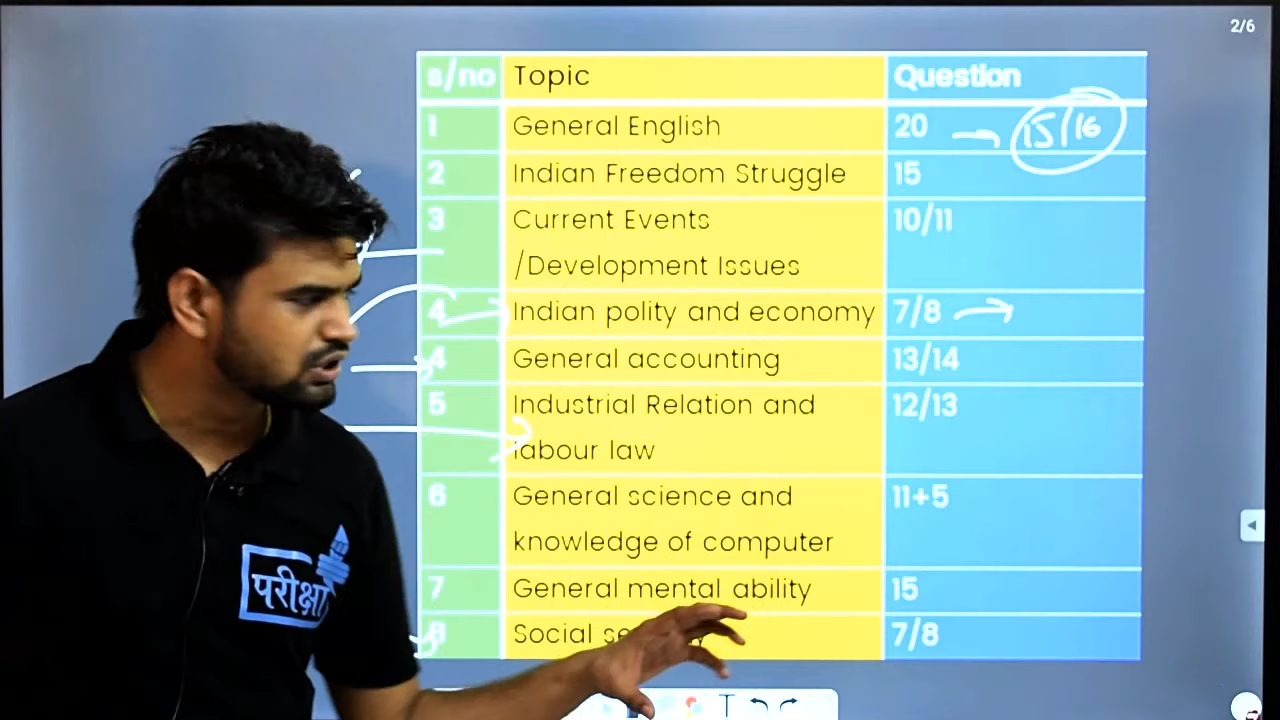 2/6
s/no Topic Question
1 General English 20 15/16
2 Indian Freedom Struggle 15
3 Current Events 10/11
/Development Issues
4 Indian polity and economy 7/8
4 General accounting 13/14
5 Industrial Relation and 12/13
labour law
6 General science and 11+5
knowledge of computer
7 General mental ability 15
8 Social 7/8
परीक्षा
T